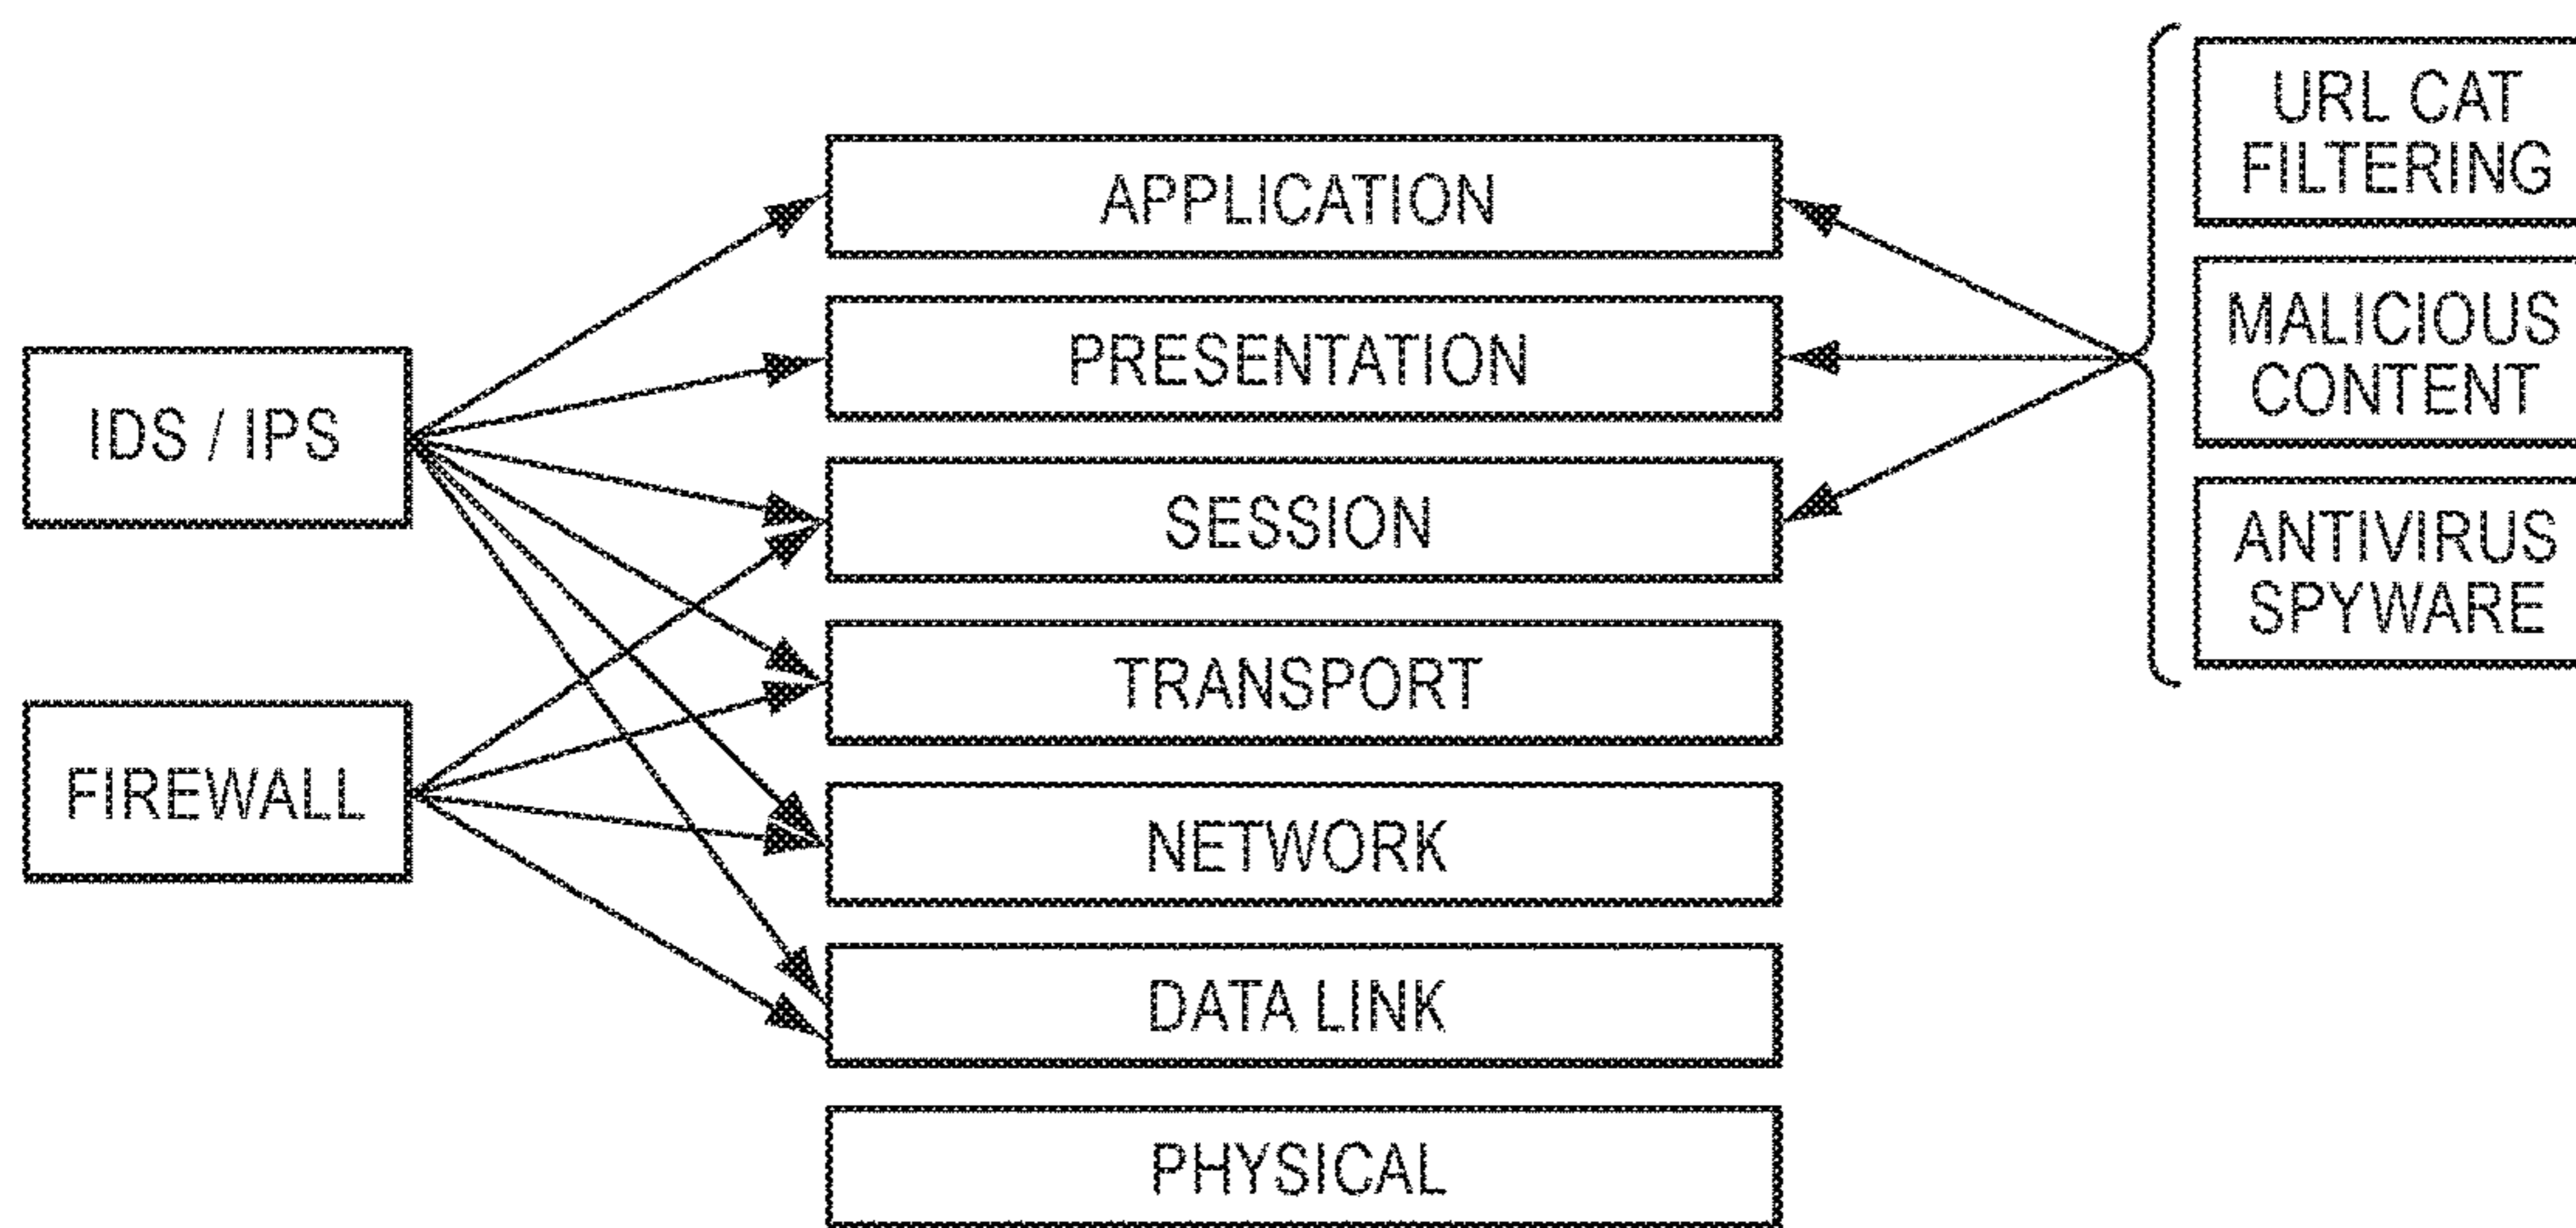 IDS / IPS
FIREWALL
APPLICATION
PRESENTATION
SESSION
TRANSPORT
NETWORK
DATA LINK
PHYSICAL
URL CAT
FILTERING
MALICIOUS
CONTENT
ANTIVIRUS
SPYWARE